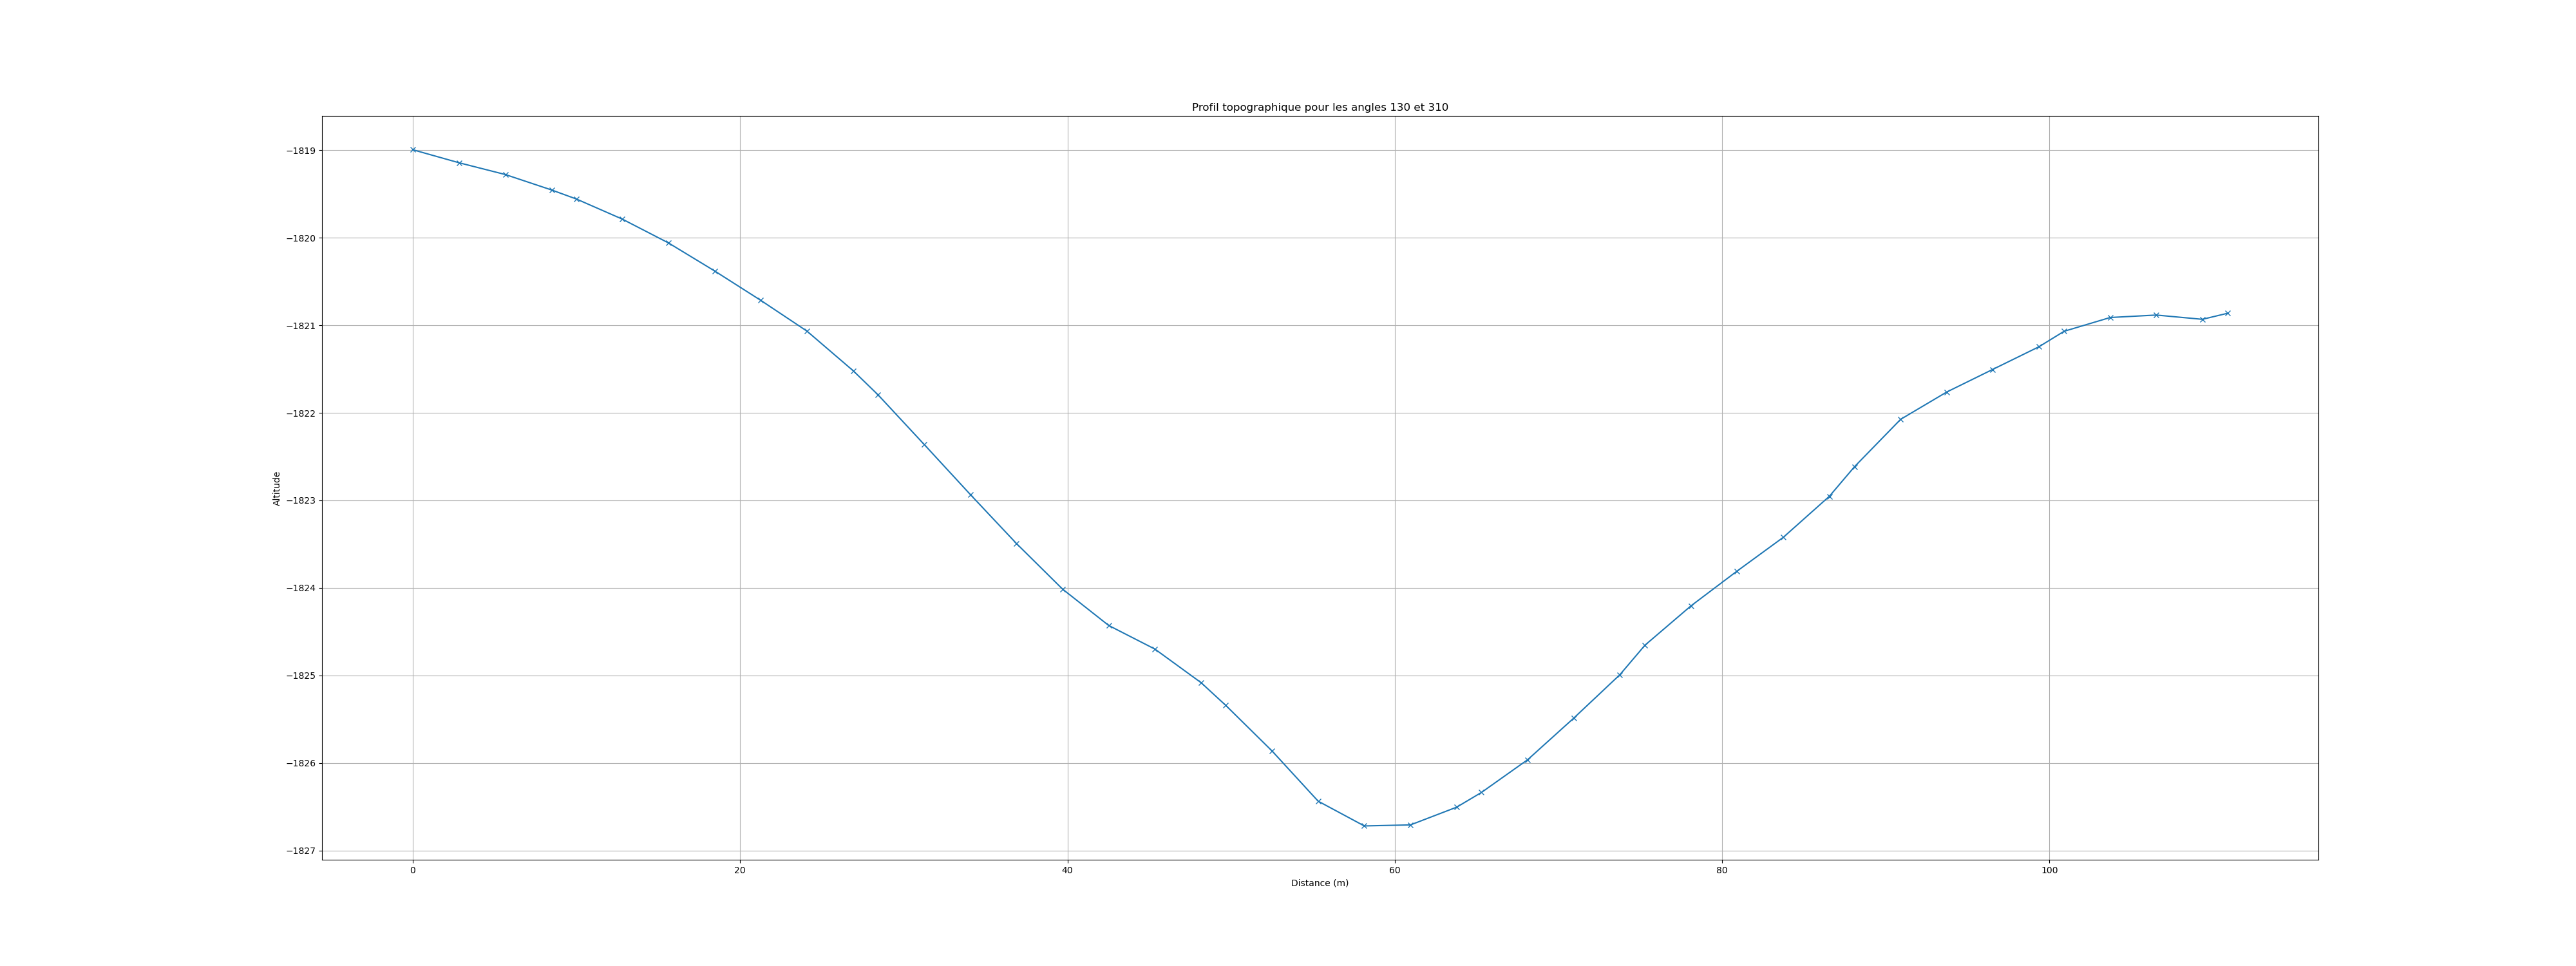 Profil topographique pour les angles 130 et 310
−1819
−1820
−1821
−1822
−1823
−1824
−1825
−1826
−1827
Altitude
0 20 40 60 80 100
Distance (m)